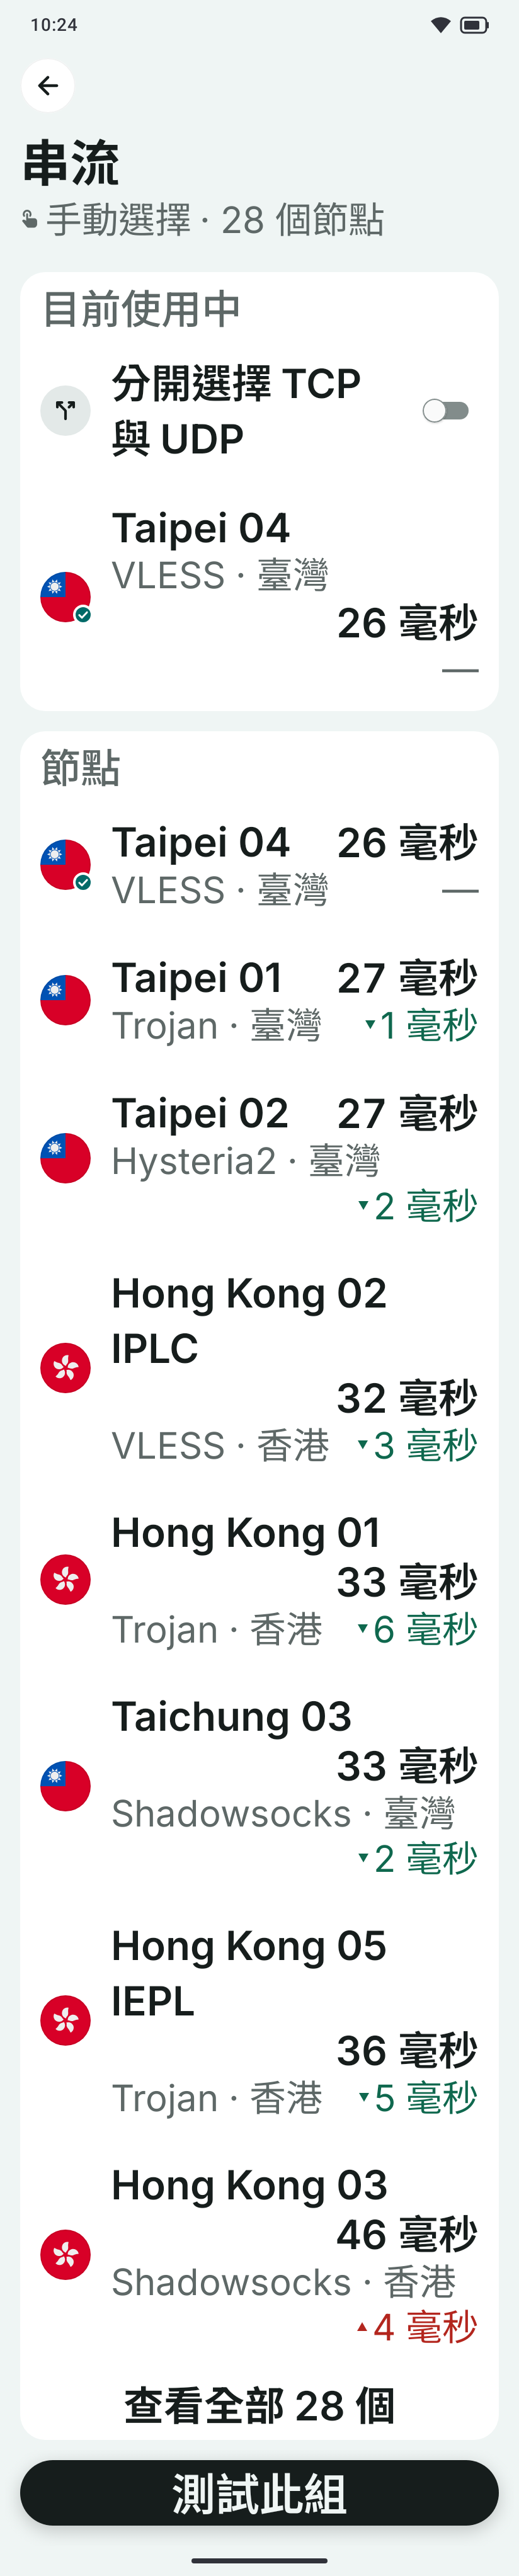 10:24
串流
手動選擇 · 28 個節點
目前使用中
分開選擇 TCP
與 UDP
Taipei 04
VLESS · 臺灣
26 毫秒
—
節點
Taipei 04 26 毫秒
VLESS · 臺灣 —
Taipei 01 27 毫秒
Trojan · 臺灣 ▼1 毫秒
Taipei 02 27 毫秒
Hysteria2 · 臺灣
▼2 毫秒
Hong Kong 02
IPLC
32 毫秒
VLESS · 香港 ▼3 毫秒
Hong Kong 01
33 毫秒
Trojan · 香港 ▼6 毫秒
Taichung 03
33 毫秒
Shadowsocks · 臺灣
▼2 毫秒
Hong Kong 05
IEPL
36 毫秒
Trojan · 香港 ▼5 毫秒
Hong Kong 03
46 毫秒
Shadowsocks · 香港
▲4 毫秒
查看全部 28 個
測試此組